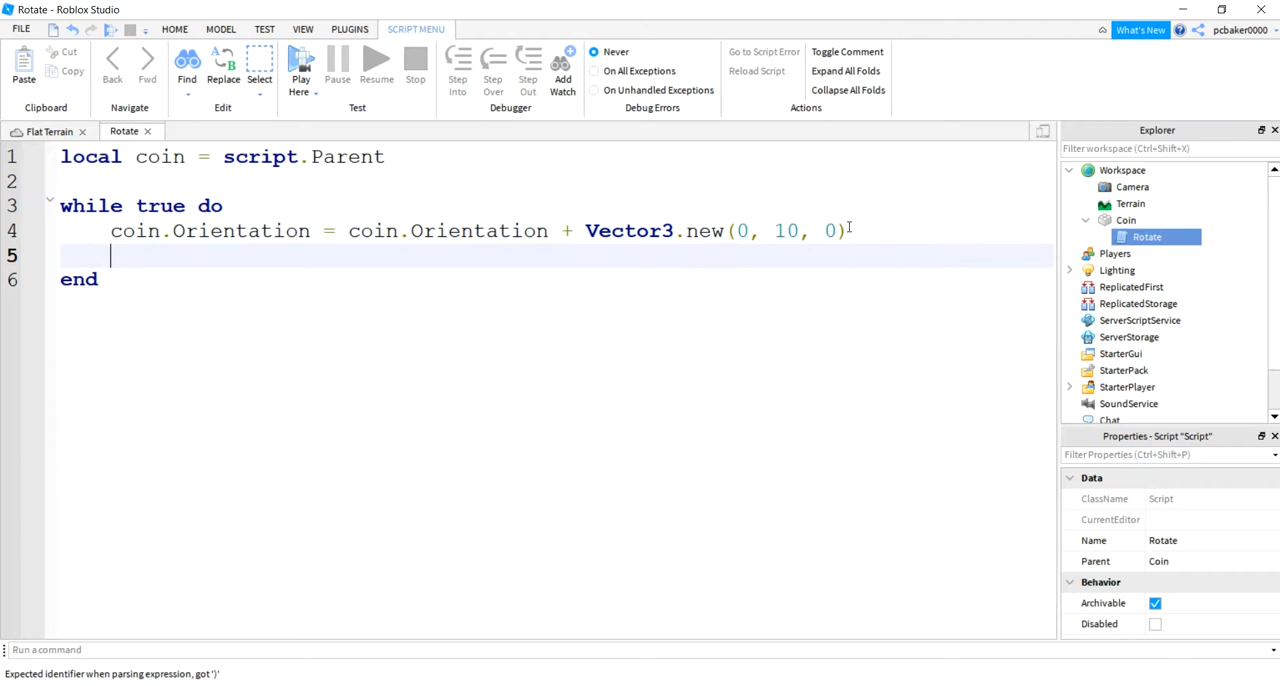 Rotate - Roblox Studio
FILE HOME MODEL TEST VIEW PLUGINS SCRIPT MENU What's New pcbaker0000
Paste Cut Copy Back Fwd Find Replace Select Play Here Pause Resume Stop Step Into Step Over Step Out Add Watch Never Go to Script Error Toggle Comment
On All Exceptions Reload Script Expand All Folds
On Unhandled Exceptions Collapse All Folds
Clipboard Navigate Edit Test Debugger Debug Errors Actions
Flat Terrain Rotate
1 local coin = script.Parent
2
3 while true do
4 coin.Orientation = coin.Orientation + Vector3.new(0, 10, 0)
5
6 end
Explorer
Filter workspace (Ctrl+Shift+X)
Workspace
Camera
Terrain
Coin
Rotate
Players
Lighting
ReplicatedFirst
ReplicatedStorage
ServerScriptService
ServerStorage
StarterGui
StarterPack
StarterPlayer
SoundService
Chat
Properties - Script "Script"
Filter Properties (Ctrl+Shift+P)
Data
ClassName Script
CurrentEditor
Name Rotate
Parent Coin
Behavior
Archivable
Disabled
Run a command
Expected identifier when parsing expression, got ')'